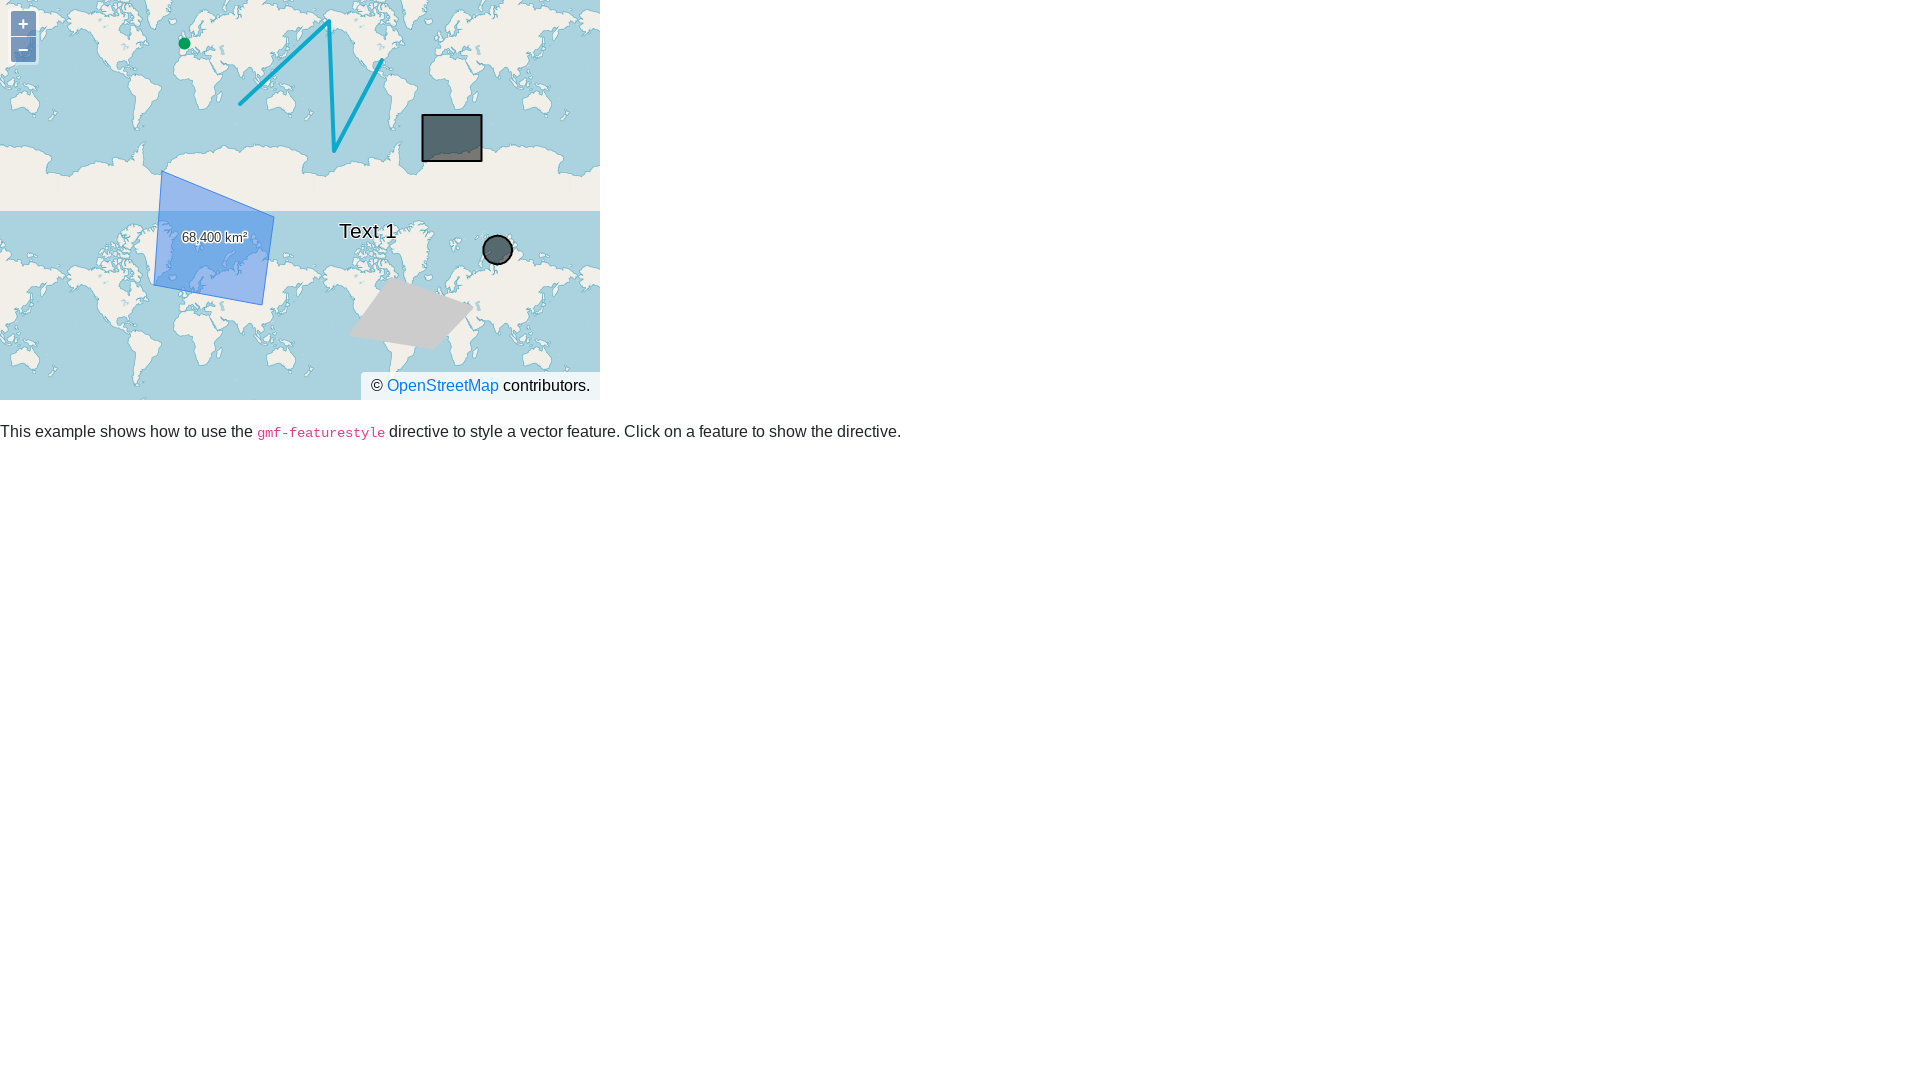 +
−
Text 1
68,400 km²
© OpenStreetMap contributors.
This example shows how to use the gmf-featurestyle directive to style a vector feature. Click on a feature to show the directive.